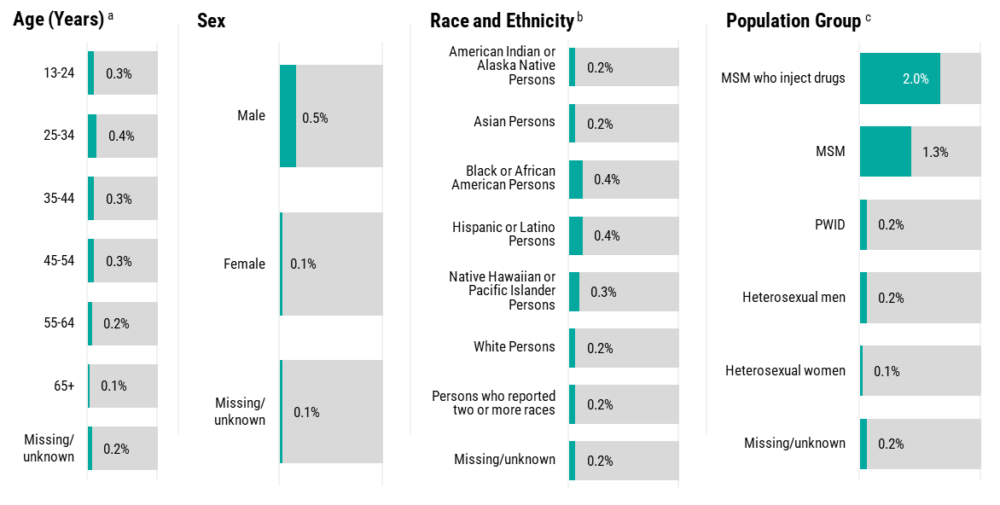 Age (Years) a
13-24
0.3%
25-34
0.4%
35-44
0.3%
45-54
0.3%
55-64
0.2%
65+
0.1%
Missing/
unknown
0.2%
Sex
Male
0.5%
Female
0.1%
Missing/
unknown
0.1%
Race and Ethnicity b
American Indian or
Alaska Native
Persons
0.2%
Asian Persons
0.2%
Black or African
American Persons
0.4%
Hispanic or Latino
Persons
0.4%
Native Hawaiian or
Pacific Islander
Persons
0.3%
White Persons
0.2%
Persons who reported
two or more races
0.2%
Missing/unknown
0.2%
Population Group c
MSM who inject drugs
2.0%
MSM
1.3%
PWID
0.2%
Heterosexual men
0.2%
Heterosexual women
0.1%
Missing/unknown
0.2%